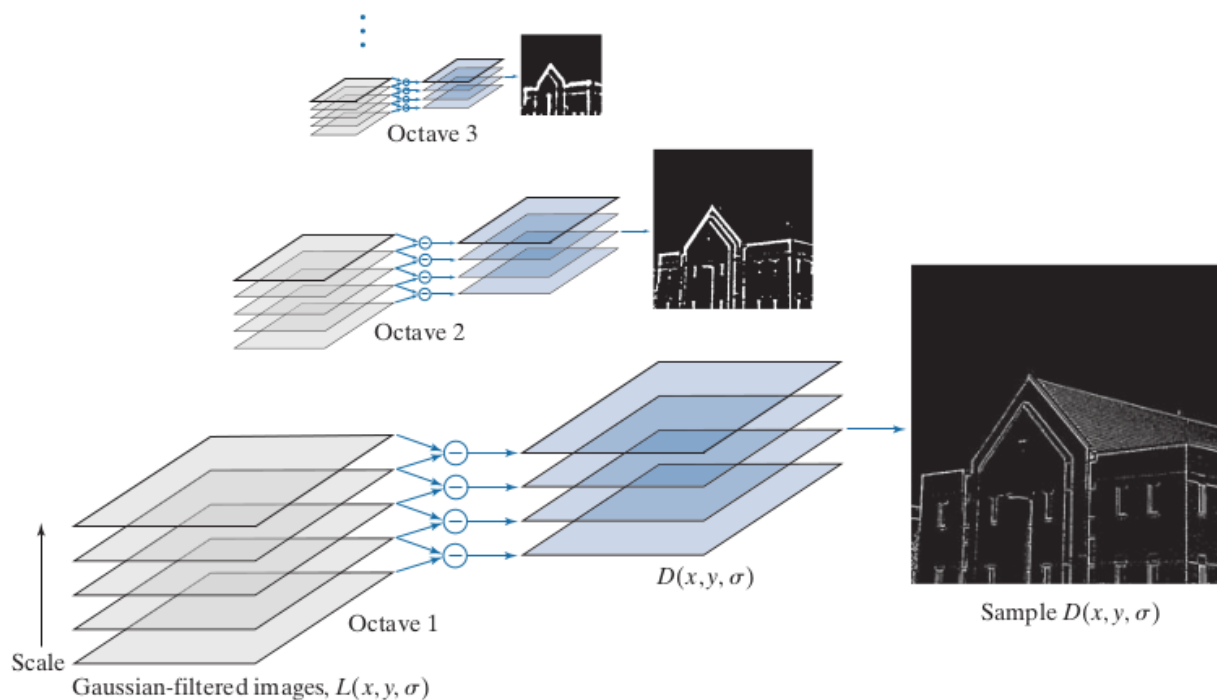 Octave 3
Octave 2
D(x, y, σ)
Octave 1
Sample D(x, y, σ)
Scale
Gaussian-filtered images, L(x, y, σ)